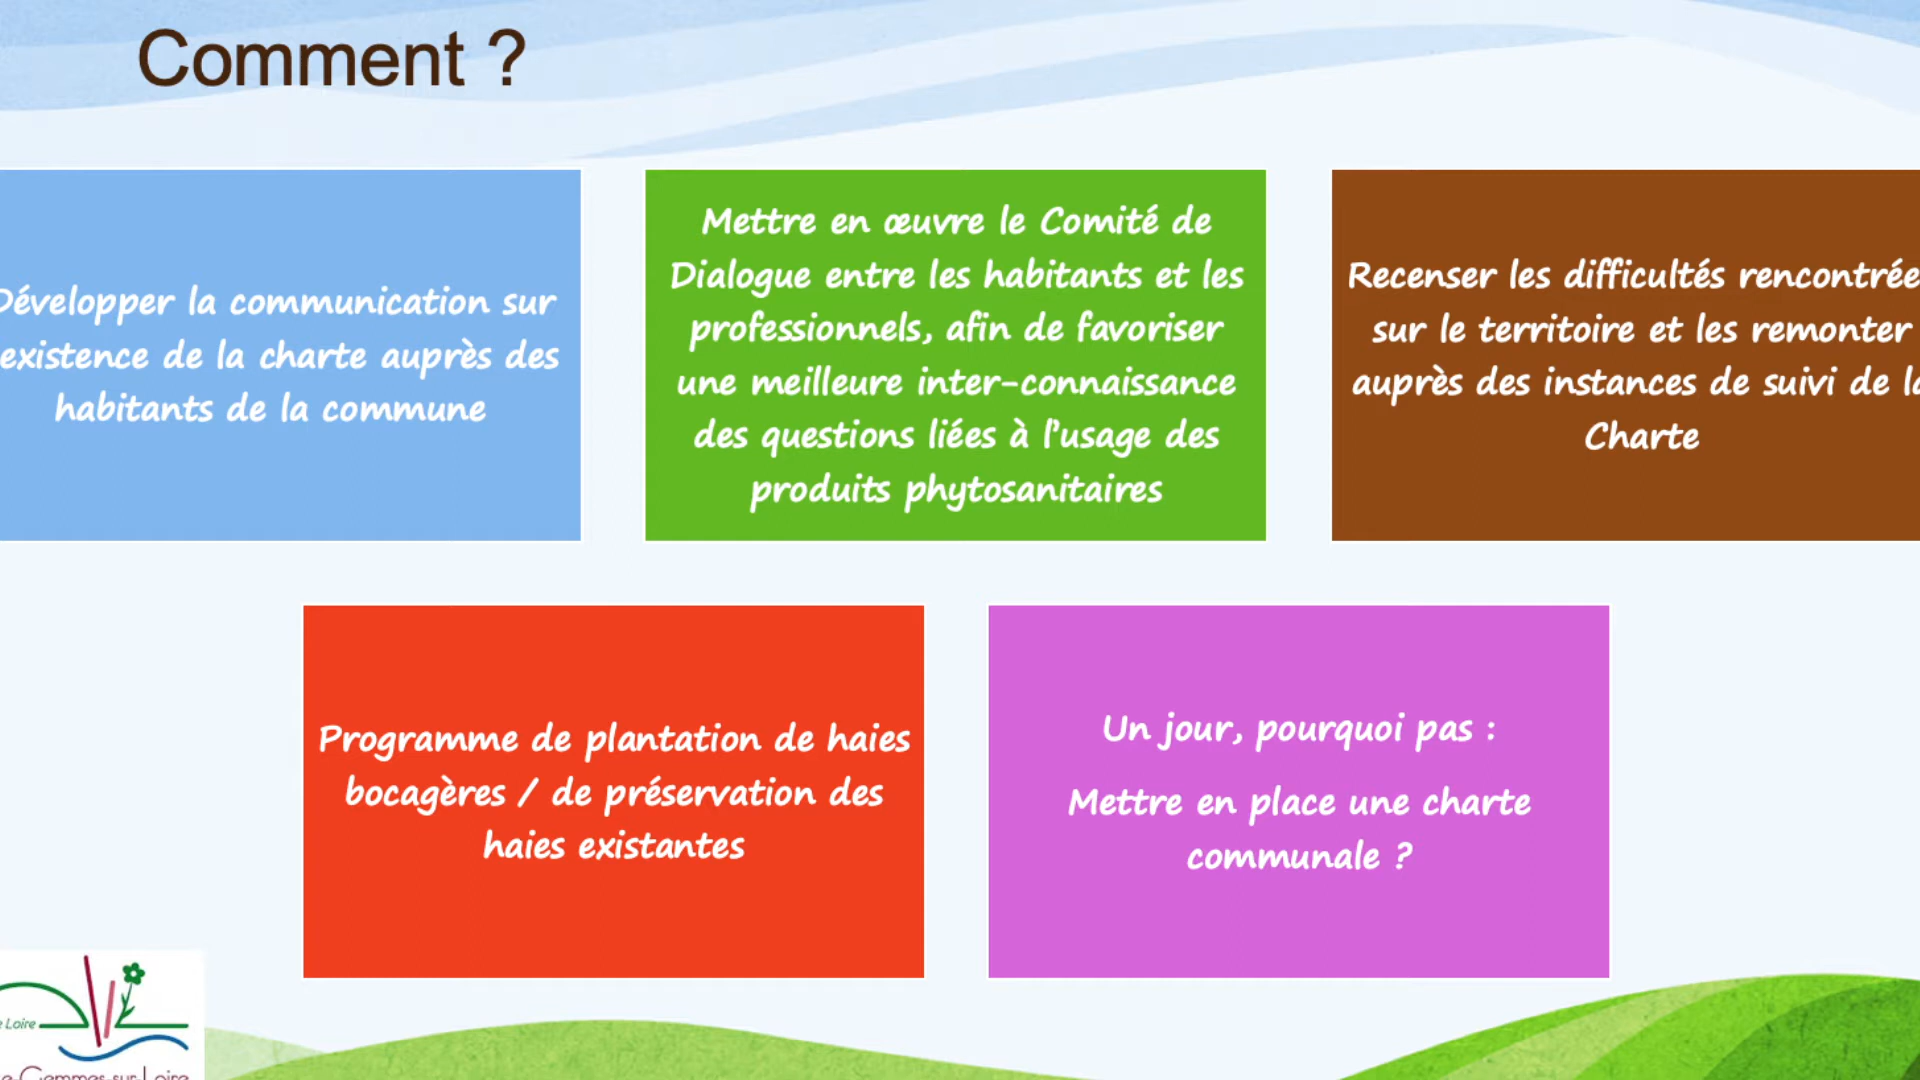 Comment ?
Développer la communication sur
existence de la charte auprès des
habitants de la commune
Mettre en œuvre le Comité de
Dialogue entre les habitants et les
professionnels, afin de favoriser
une meilleure inter-connaissance
des questions liées à l'usage des
produits phytosanitaires
Recenser les difficultés rencontrée
sur le territoire et les remonter
auprès des instances de suivi de la
Charte
Programme de plantation de haies
bocagères / de préservation des
haies existantes
Un jour, pourquoi pas :
Mettre en place une charte
communale ?
e Loire
e-Gemmes-sur-Loire